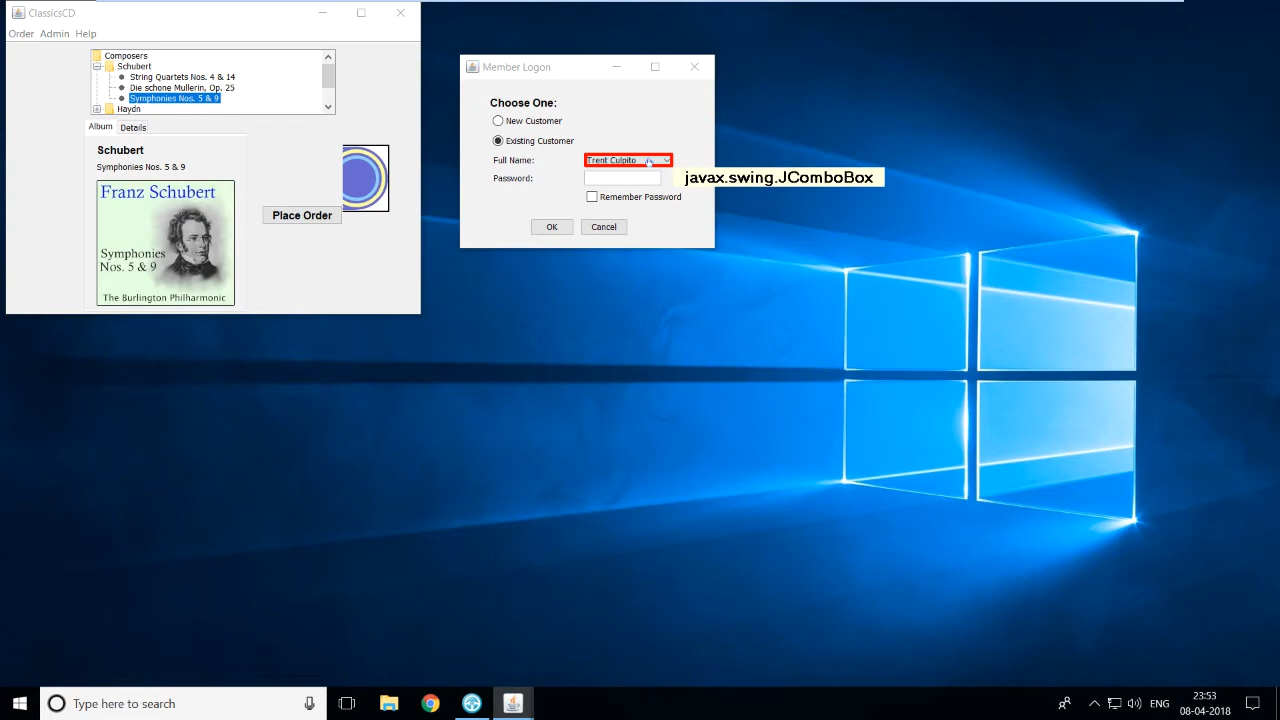 ClassicsCD
Order Admin Help
Composers
Schubert
String Quartets Nos. 4 & 14
Die schone Mullerin, Op. 25
Symphonies Nos. 5 & 9
Haydn
Album Details
Schubert
Symphonies Nos. 5 & 9
Franz Schubert
Symphonies
Nos. 5 & 9
The Burlington Philharmonic
Place Order
Member Logon
Choose One:
New Customer
Existing Customer
Full Name: Trent Culpito
Password:
Remember Password
OK Cancel
javax.swing.JComboBox
Type here to search
ENG
23:53
08-04-2018